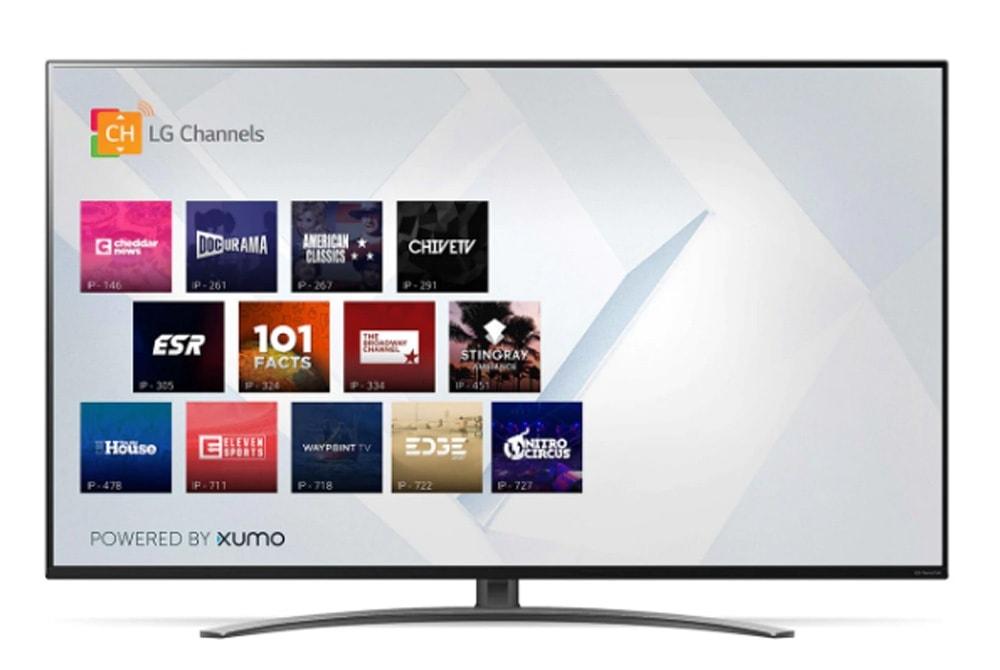 CH LG Channels
cheddar
news
IP - 146
DOCURAMA
IP - 261
AMERICAN
CLASSICS
IP - 267
CHIVETV
IP - 291
ESR
IP - 305
101
FACTS
IP - 324
THE
BROADWAY
CHANNEL
IP - 334
STINGRAY
AMBIANCE
IP - 451
House
IP - 478
ELEVEN
SPORTS
IP - 711
WAYPOINT TV
IP - 718
EDGE
IP - 722
NITRO
CIRCUS
IP - 727
POWERED BY XUMO